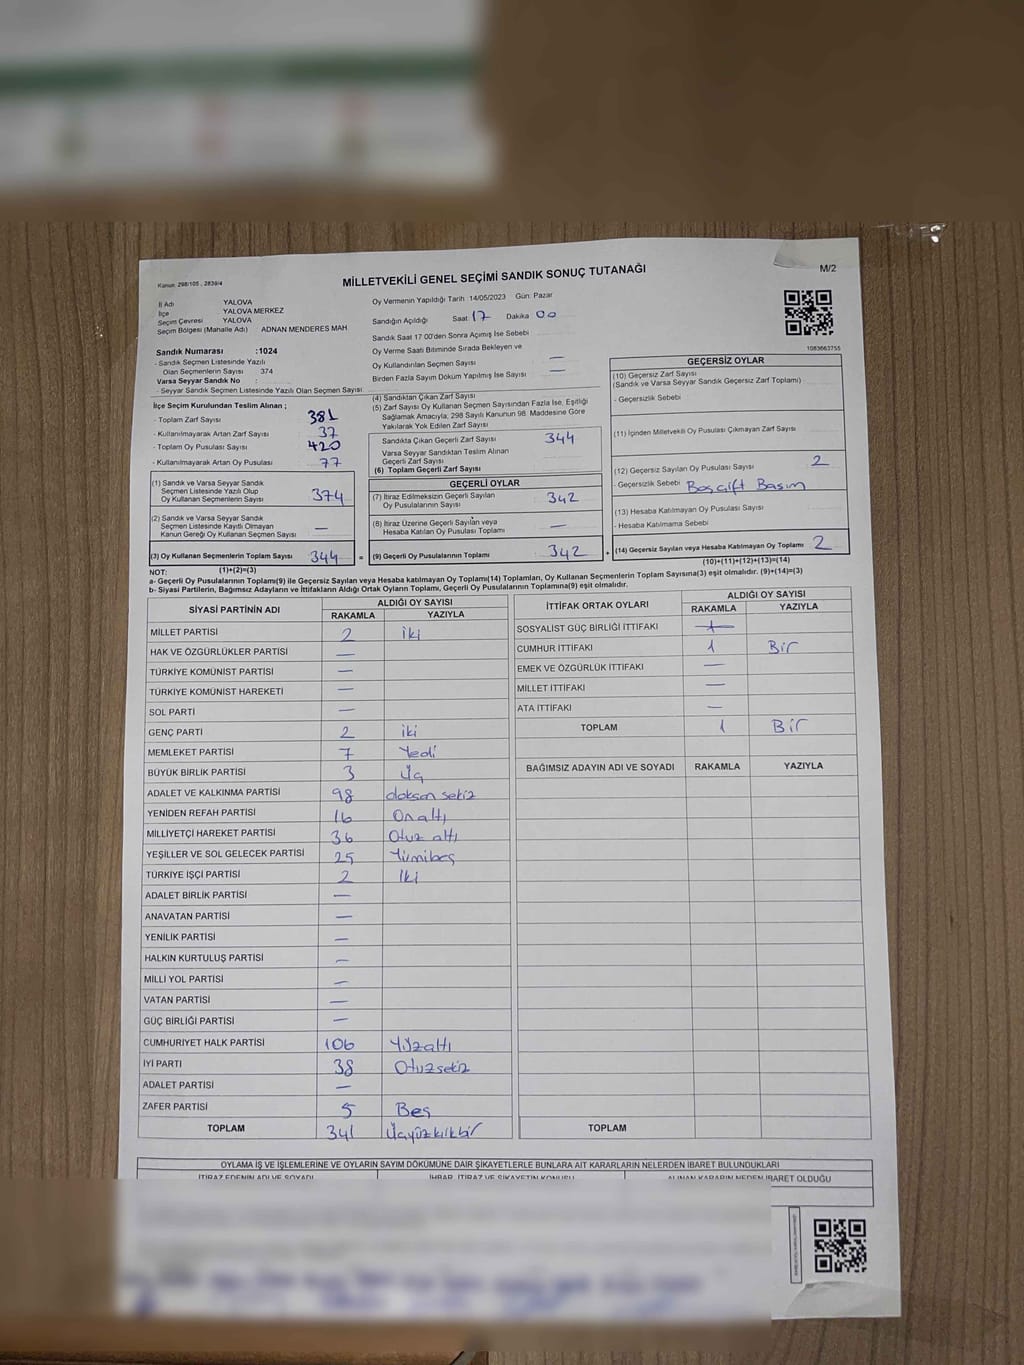 MİLLETVEKİLİ GENEL SEÇİMİ SANDIK SONUÇ TUTANAĞI
M/2
Kanun: 298/105 , 2839/4
İl Adı YALOVA
İlçe YALOVA MERKEZ
Seçim Çevresi YALOVA
Seçim Bölgesi (Mahalle Adı) ADNAN MENDERES MAH
Sandık Numarası :1024
- Sandık Seçmen Listesinde Yazılı
Olan Seçmenlerin Sayısı 374
Varsa Seyyar Sandık No :
- Seyyar Sandık Seçmen Listesinde Yazılı Olan Seçmen Sayısı
İlçe Seçim Kurulundan Teslim Alınan ;
- Toplam Zarf Sayısı 381
- Kullanılmayarak Artan Zarf Sayısı 37
- Toplam Oy Pusulası Sayısı 420
- Kullanılmayarak Artan Oy Pusulası 77
(1) Sandık ve Varsa Seyyar Sandık
Seçmen Listesinde Yazılı Olup
Oy Kullanan Seçmenlerin Sayısı 374
(2) Sandık ve Varsa Seyyar Sandık
Seçmen Listesinde Kayıtlı Olmayan
Kanun Gereği Oy Kullanan Seçmen Sayısı —
(3) Oy Kullanan Seçmenlerin Toplam Sayısı 344 =
(1)+(2)=(3)
Oy Vermenin Yapıldığı Tarih 14/05/2023 Gün: Pazar
Sandığın Açıldığı Saat 17 Dakika 00
Sandık Saat 17:00'den Sonra Açımış İse Sebebi
Oy Verme Saati Bitiminde Sırada Bekleyen ve
Oy Kullandırılan Seçmen Sayısı —
Birden Fazla Sayım Döküm Yapılmış İse Sayısı —
(4) Sandıktan Çıkan Zarf Sayısı
(5) Zarf Sayısı Oy Kullanan Seçmen Sayısından Fazla İse, Eşitliği
Sağlamak Amacıyla; 298 Sayılı Kanunun 98. Maddesine Göre
Yakılarak Yok Edilen Zarf Sayısı
Sandıkta Çıkan Geçerli Zarf Sayısı 344
Varsa Seyyar Sandıktan Teslim Alınan
Geçerli Zarf Sayısı
(6) Toplam Geçerli Zarf Sayısı
GEÇERLİ OYLAR
(7) İtiraz Edilmeksizin Geçerli Sayılan
Oy Pusulalarının Sayısı 342
(8) İtiraz Üzerine Geçerli Sayılan veya
Hesaba Katılan Oy Pusulası Toplamı —
(9) Geçerli Oy Pusulalarının Toplamı 342 +
1083663755
GEÇERSİZ OYLAR
(10) Geçersiz Zarf Sayısı
(Sandık ve Varsa Seyyar Sandık Geçersiz Zarf Toplamı)
- Geçersizlik Sebebi
(11) İçinden Milletvekili Oy Pusulası Çıkmayan Zarf Sayısı
(12) Geçersiz Sayılan Oy Pusulası Sayısı 2
- Geçersizlik Sebebi Boş Çift Basım
(13) Hesaba Katılmayan Oy Pusulası Sayısı
- Hesaba Katılmama Sebebi
(14) Geçersiz Sayılan veya Hesaba Katılmayan Oy Toplamı 2
(10)+(11)+(12)+(13)=(14)
NOT:
a- Geçerli Oy Pusulalarının Toplamı(9) ile Geçersiz Sayılan veya Hesaba katılmayan Oy Toplamı(14) Toplamları, Oy Kullanan Seçmenlerin Toplam Sayısına(3) eşit olmalıdır. (9)+(14)=(3)
b- Siyasi Partilerin, Bağımsız Adayların ve İttifakların Aldığı Ortak Oyların Toplamı, Geçerli Oy Pusulalarının Toplamına(9) eşit olmalıdır.
SİYASİ PARTİNİN ADI ALDIĞI OY SAYISI
RAKAMLA YAZIYLA
MİLLET PARTİSİ 2 iki
HAK VE ÖZGÜRLÜKLER PARTİSİ —
TÜRKİYE KOMÜNİST PARTİSİ —
TÜRKİYE KOMÜNİST HAREKETİ —
SOL PARTİ —
GENÇ PARTİ 2 iki
MEMLEKET PARTİSİ 7 Yedi
BÜYÜK BİRLİK PARTİSİ 3 Üç
ADALET VE KALKINMA PARTİSİ 98 doksan sekiz
YENİDEN REFAH PARTİSİ 16 Onaltı
MİLLİYETÇİ HAREKET PARTİSİ 36 Otuz altı
YEŞİLLER VE SOL GELECEK PARTİSİ 25 Yirmibeş
TÜRKİYE İŞÇİ PARTİSİ 2 iki
ADALET BİRLİK PARTİSİ —
ANAVATAN PARTİSİ —
YENİLİK PARTİSİ —
HALKIN KURTULUŞ PARTİSİ —
MİLLİ YOL PARTİSİ —
VATAN PARTİSİ —
GÜÇ BİRLİĞİ PARTİSİ —
CUMHURİYET HALK PARTİSİ 106 Yüzaltı
İYİ PARTİ 38 Otuzsekiz
ADALET PARTİSİ —
ZAFER PARTİSİ 5 Beş
TOPLAM 341 Üçyüzkırkbir
İTTİFAK ORTAK OYLARI ALDIĞI OY SAYISI
RAKAMLA YAZIYLA
SOSYALİST GÜÇ BİRLİĞİ İTTİFAKI
CUMHUR İTTİFAKI 1 Bir
EMEK VE ÖZGÜRLÜK İTTİFAKI —
MİLLET İTTİFAKI —
ATA İTTİFAKI —
TOPLAM 1 Bir
BAĞIMSIZ ADAYIN ADI VE SOYADI RAKAMLA YAZIYLA
TOPLAM
OYLAMA İŞ VE İŞLEMLERİNE VE OYLARIN SAYIM DÖKÜMÜNE DAİR ŞİKAYETLERLE BUNLARA AİT KARARLARIN NELERDEN İBARET BULUNDUKLARI
İTİRAZ EDENİN ADI VE SOYADI İHBAR, İTİRAZ VE ŞİKAYETİN KONUSU ALINAN KARARIN NEDEN İBARET OLDUĞU